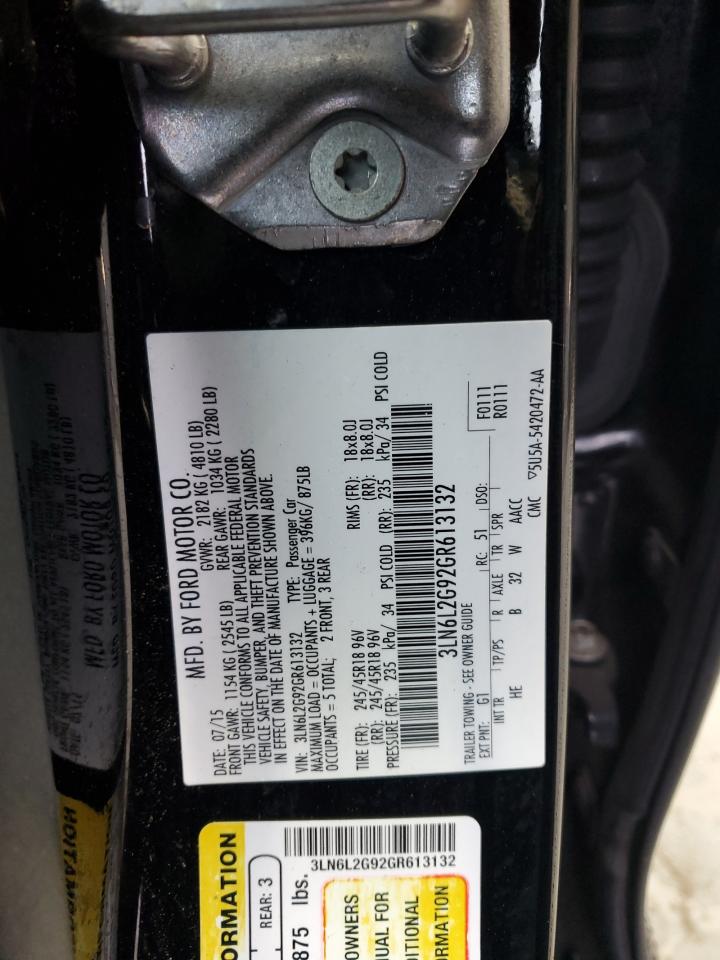 MFD. BY FORD MOTOR CO.
DATE: 07/15 GVWR: 2182 KG ( 4810 LB)
FRONT GAWR: 1154 KG ( 2545 LB) REAR GAWR: 1034 KG ( 2280 LB)
THIS VEHICLE CONFORMS TO ALL APPLICABLE FEDERAL MOTOR
VEHICLE SAFETY, BUMPER, AND THEFT PREVENTION STANDARDS
IN EFFECT ON THE DATE OF MANUFACTURE SHOWN ABOVE.
VIN: 3LN6L2G92GR613132 TYPE: Passenger Car
MAXIMUM LOAD = OCCUPANTS + LUGGAGE = 396KG/ 875LB
OCCUPANTS = 5 TOTAL; 2 FRONT, 3 REAR
TIRE (FR): 245/45R18 96V RIMS (FR): 18x8.0J
(RR): 245/45R18 96V (RR): 18x8.0J
PRESSURE (FR): 235 kPa/ 34 PSI COLD (RR): 235 kPa/ 34 PSI COLD
3LN6L2G92GR613132
TRAILER TOWING - SEE OWNER GUIDE
EXT PNT: G1 RC: 51 DSO: F0111
R0111
INT TR TP/PS R AXLE TR SPR
HE B 32 W AACC
CMC ▽5U5A-5420472-AA
ORMATION
REAR: 3
875 lbs.
3LN6L2G92GR613132
OWNERS
UAL FOR
DITIONAL
RMATION